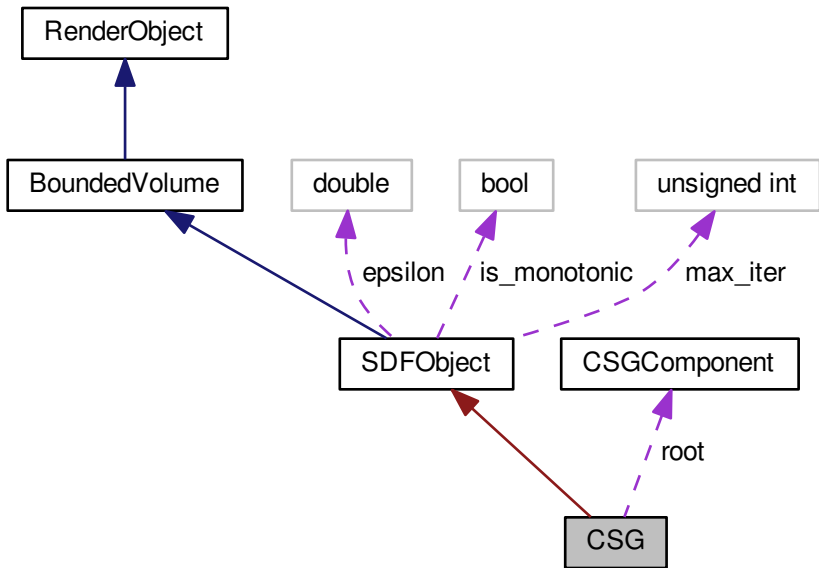 RenderObject
BoundedVolume
double
bool
unsigned int
epsilon
is_monotonic
max_iter
SDFObject
CSGComponent
root
CSG